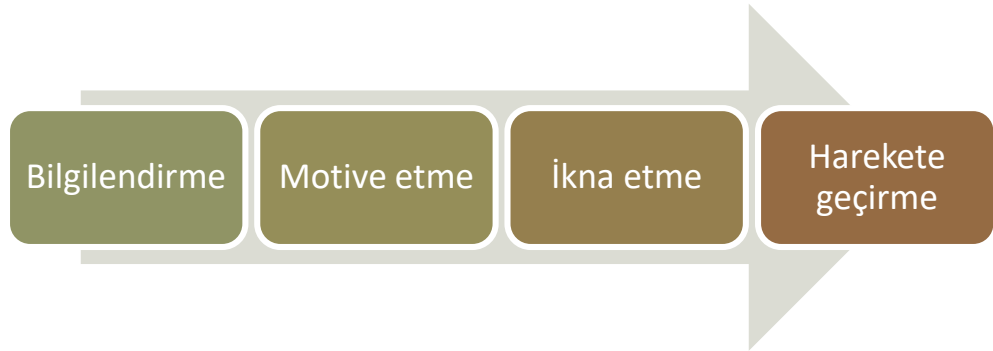 Bilgilendirme
Motive etme
İkna etme
Harekete
geçirme